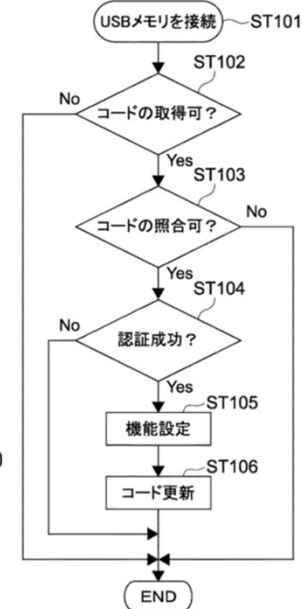 USBメモリを接続 ST101
ST102
No
コードの取得可？
Yes
ST103
No
コードの照合可？
Yes
ST104
No
認証成功？
Yes
ST105
機能設定
ST106
コード更新
END